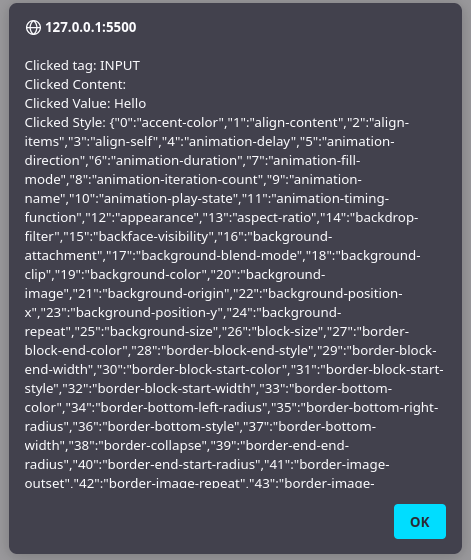 127.0.0.1:5500
Clicked tag: INPUT
Clicked Content:
Clicked Value: Hello
Clicked Style: {"0":"accent-color","1":"align-content","2":"align-
items","3":"align-self","4":"animation-delay","5":"animation-
direction","6":"animation-duration","7":"animation-fill-
mode","8":"animation-iteration-count","9":"animation-
name","10":"animation-play-state","11":"animation-timing-
function","12":"appearance","13":"aspect-ratio","14":"backdrop-
filter","15":"backface-visibility","16":"background-
attachment","17":"background-blend-mode","18":"background-
clip","19":"background-color","20":"background-
image","21":"background-origin","22":"background-position-
x","23":"background-position-y","24":"background-
repeat","25":"background-size","26":"block-size","27":"border-
block-end-color","28":"border-block-end-style","29":"border-block-
end-width","30":"border-block-start-color","31":"border-block-start-
style","32":"border-block-start-width","33":"border-bottom-
color","34":"border-bottom-left-radius","35":"border-bottom-right-
radius","36":"border-bottom-style","37":"border-bottom-
width","38":"border-collapse","39":"border-end-end-
radius","40":"border-end-start-radius","41":"border-image-
outset","42":"border-image-repeat","43":"border-image-
OK